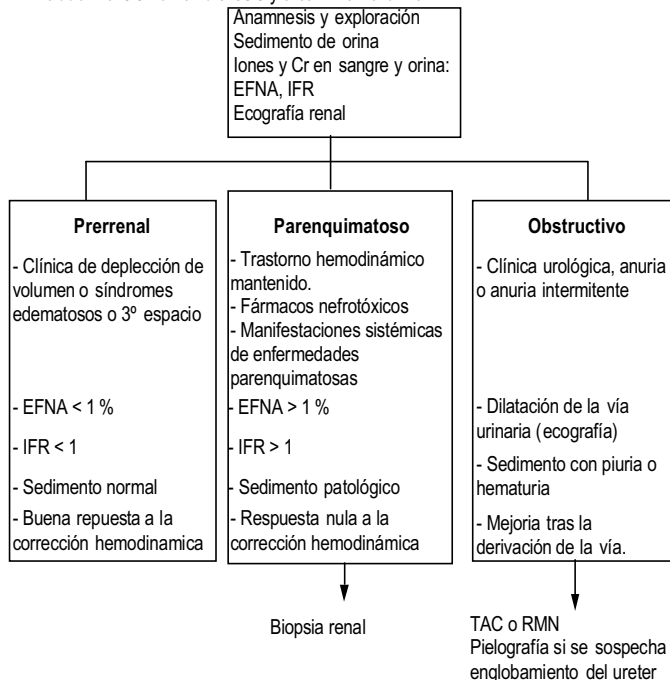 Anamnesis y exploración
Sedimento de orina
Iones y Cr en sangre y orina:
EFNA, IFR
Ecografía renal
Prerrenal
- Clínica de deplección de
volumen o síndromes
edematosos o 3º espacio
- EFNA < 1 %
- IFR < 1
- Sedimento normal
- Buena repuesta a la
corrección hemodinamica
Parenquimatoso
- Trastorno hemodinámico
mantenido.
- Fármacos nefrotóxicos
- Manifestaciones sistémicas
de enfermedades
parenquimatosas
- EFNA > 1 %
- IFR > 1
- Sedimento patológico
- Respuesta nula a la
corrección hemodinámica
Biopsia renal
Obstructivo
- Clínica urológica, anuria
o anuria intermitente
- Dilatación de la vía
urinaria (ecografía)
- Sedimento con piuria o
hematuria
- Mejoria tras la
derivación de la vía.
TAC o RMN
Pielografía si se sospecha
englobamiento del ureter